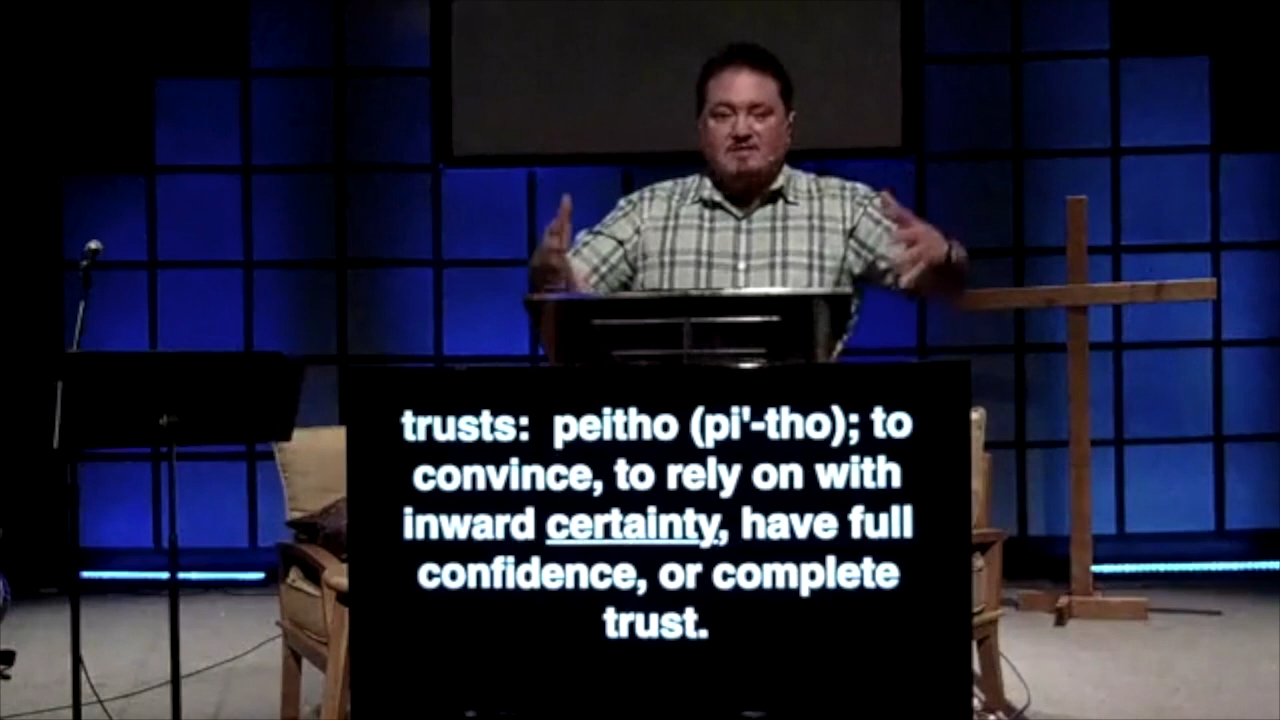 trusts:  peitho (pi'-tho); to
convince, to rely on with
inward certainty, have full
confidence, or complete
trust.